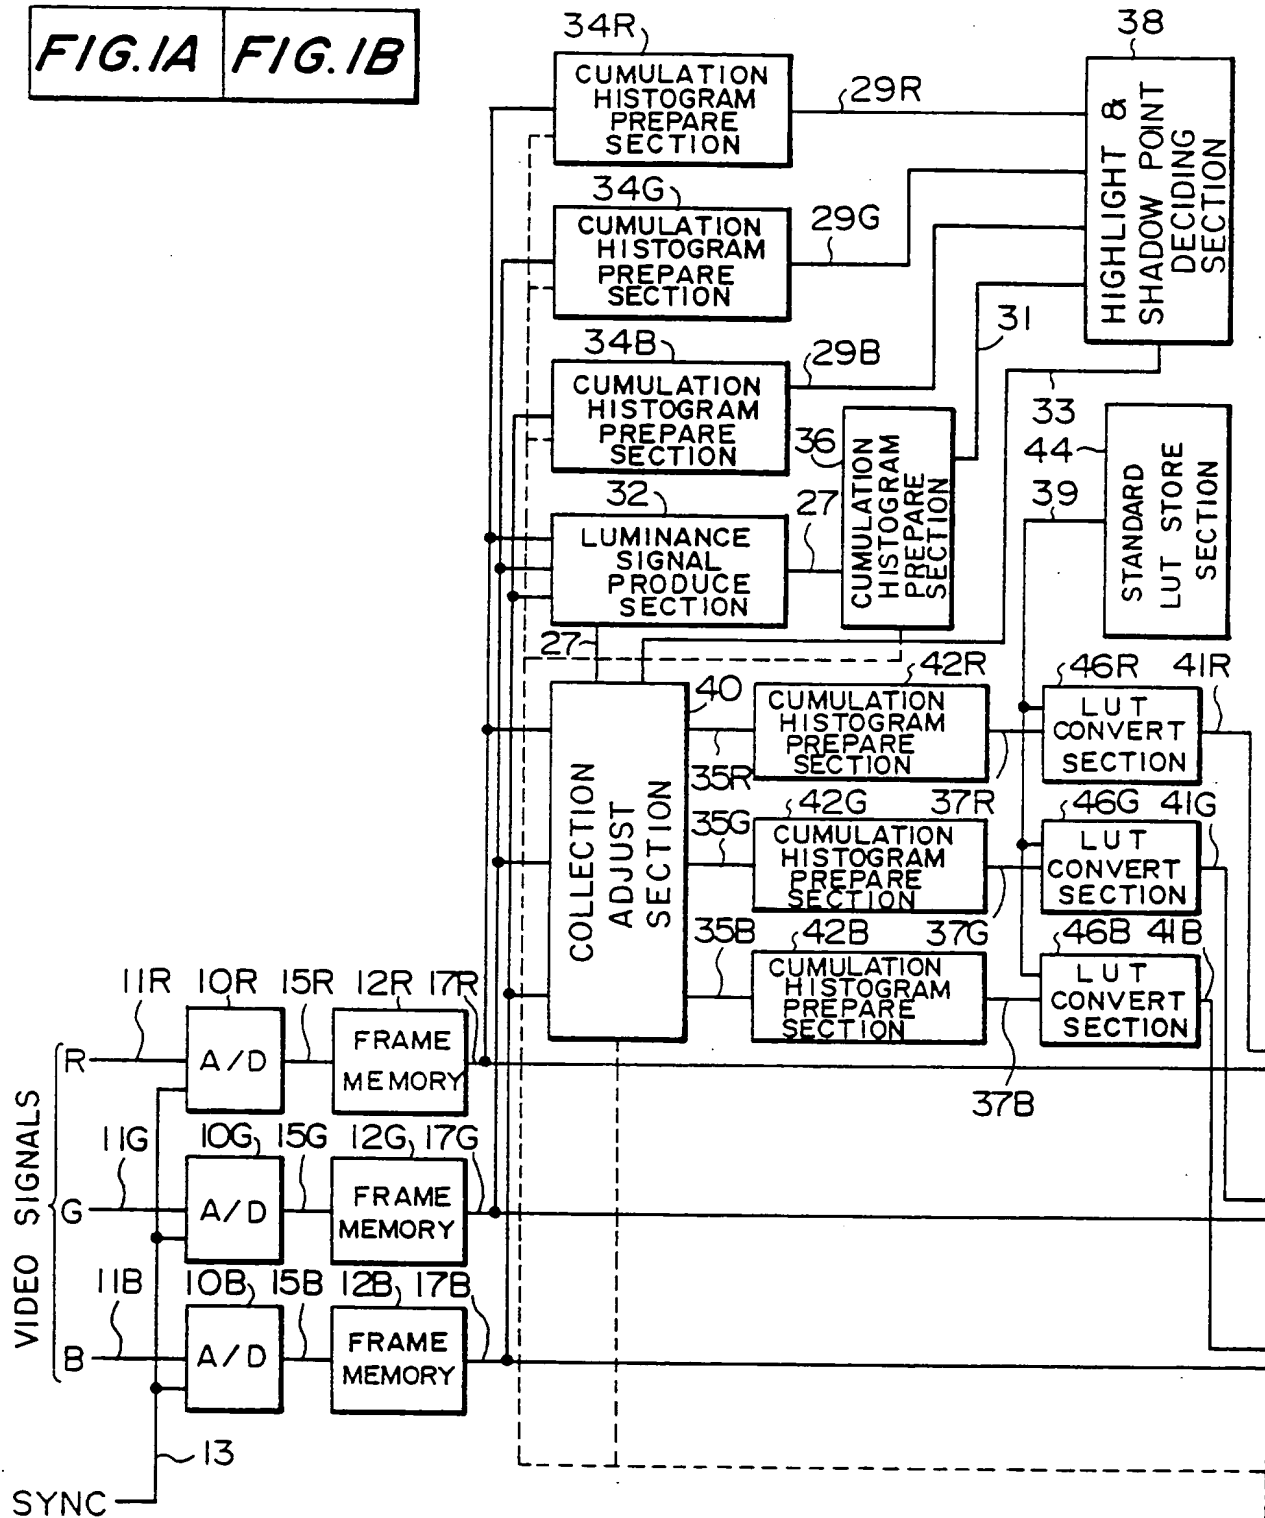 FIG.1A FIG.1B
34R
CUMULATION
HISTOGRAM
PREPARE
SECTION
29R
38
HIGHLIGHT &
SHADOW POINT
DECIDING
SECTION
34G
CUMULATION
HISTOGRAM
PREPARE
SECTION
29G
34B
CUMULATION
HISTOGRAM
PREPARE
SECTION
29B
31
33
36
CUMULATION
HISTOGRAM
PREPARE
SECTION
44
STANDARD
LUT STORE
SECTION
39
32
LUMINANCE
SIGNAL
PRODUCE
SECTION
27
27
40
COLLECTION
ADJUST
SECTION
42R
CUMULATION
HISTOGRAM
PREPARE
SECTION
35R
37R
46R
LUT
CONVERT
SECTION
41R
42G
CUMULATION
HISTOGRAM
PREPARE
SECTION
35G
37G
46G
LUT
CONVERT
SECTION
41G
42B
CUMULATION
HISTOGRAM
PREPARE
SECTION
35B
37B
46B
LUT
CONVERT
SECTION
41B
VIDEO SIGNALS
R
11R
10R
A/D
15R
12R
FRAME
MEMORY
17R
G
11G
10G
A/D
15G
12G
FRAME
MEMORY
17G
B
11B
10B
A/D
15B
12B
FRAME
MEMORY
17B
13
SYNC